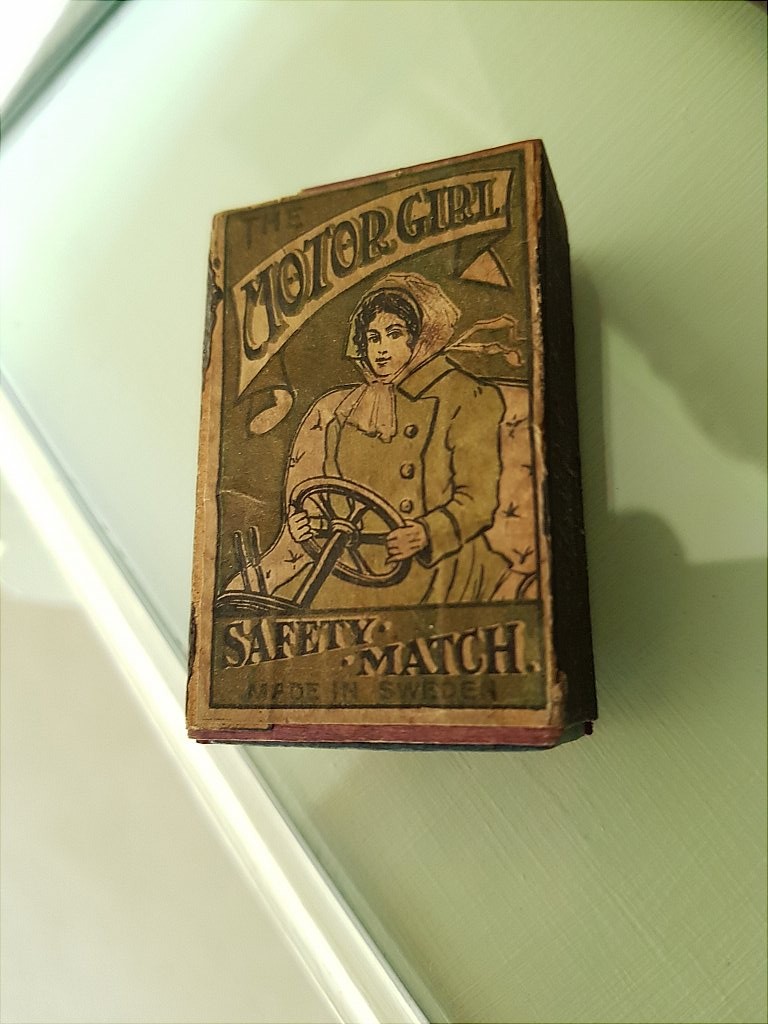 THE
MOTOR GIRL
SAFETY
MATCH.
MADE IN SWEDEN